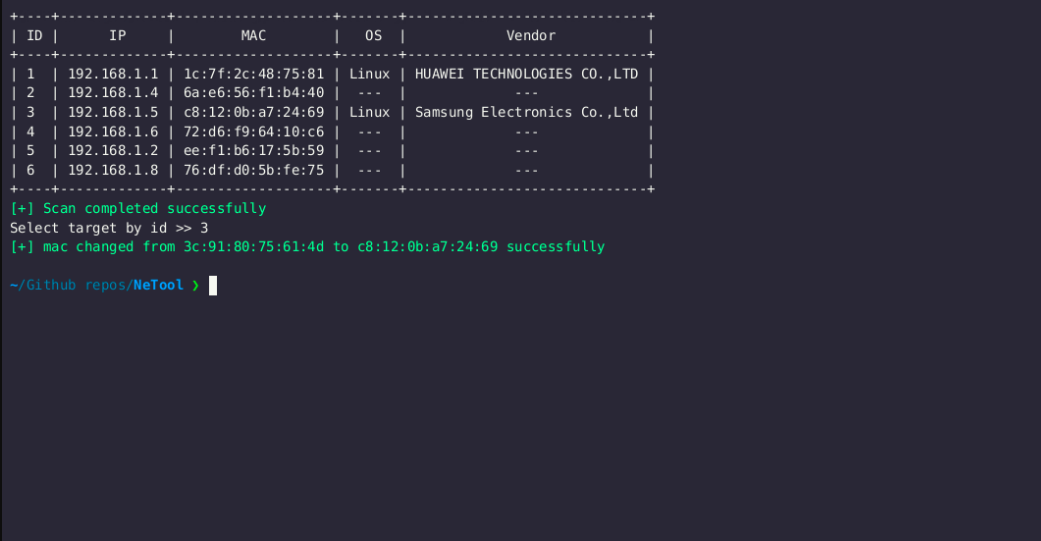 +----+-------------+-------------------+-------+-----------------------------+
| ID |      IP     |        MAC        |   OS  |            Vendor           |
+----+-------------+-------------------+-------+-----------------------------+
| 1  | 192.168.1.1 | 1c:7f:2c:48:75:81 | Linux | HUAWEI TECHNOLOGIES CO.,LTD |
| 2  | 192.168.1.4 | 6a:e6:56:f1:b4:40 |  ---  |             ---             |
| 3  | 192.168.1.5 | c8:12:0b:a7:24:69 | Linux | Samsung Electronics Co.,Ltd |
| 4  | 192.168.1.6 | 72:d6:f9:64:10:c6 |  ---  |             ---             |
| 5  | 192.168.1.2 | ee:f1:b6:17:5b:59 |  ---  |             ---             |
| 6  | 192.168.1.8 | 76:df:d0:5b:fe:75 |  ---  |             ---             |
+----+-------------+-------------------+-------+-----------------------------+
[+] Scan completed successfully
Select target by id >> 3
[+] mac changed from 3c:91:80:75:61:4d to c8:12:0b:a7:24:69 successfully
~/Github repos/NeTool ❯